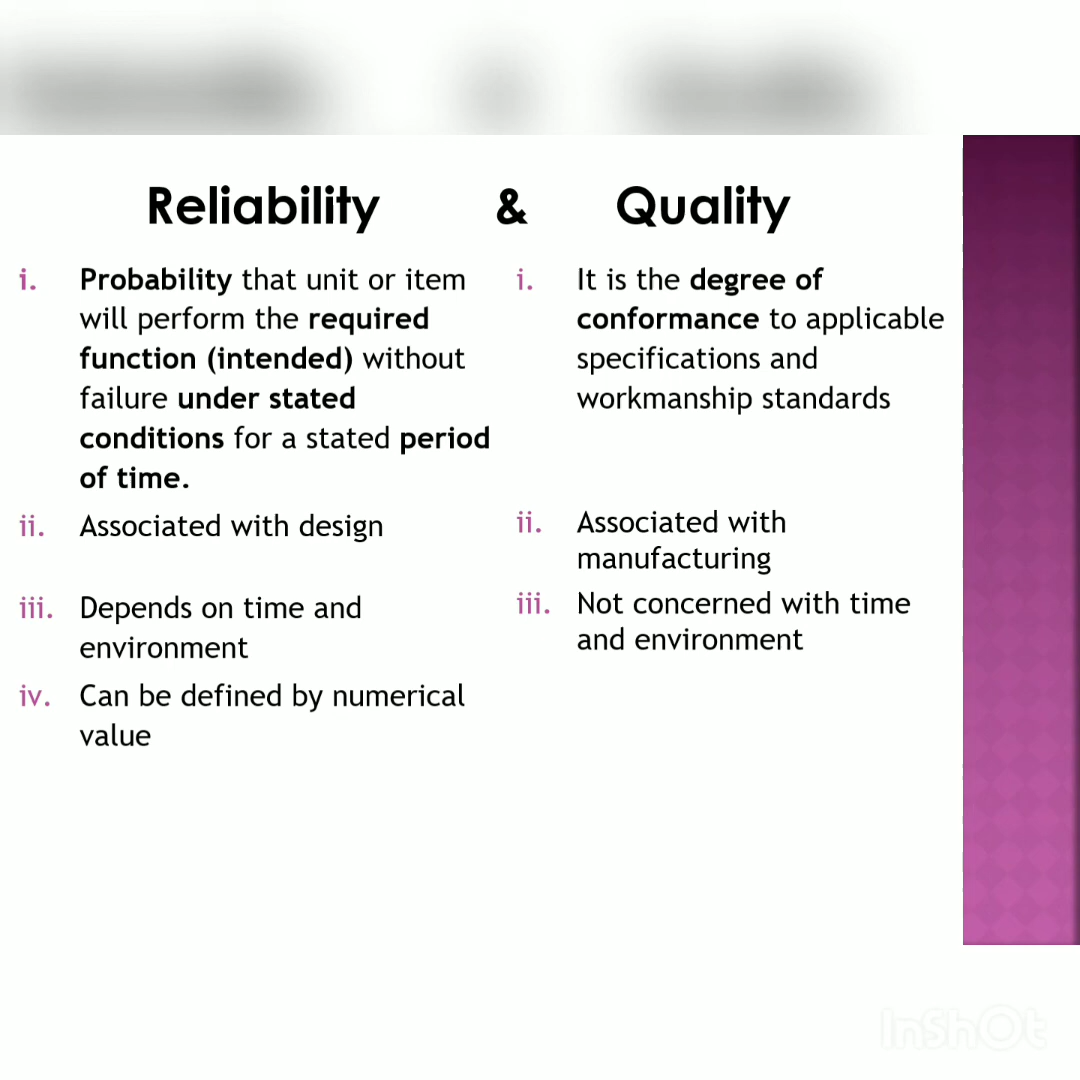 Reliability & Quality
i. Probability that unit or item
will perform the required
function (intended) without
failure under stated
conditions for a stated period
of time.
ii. Associated with design
iii. Depends on time and
environment
iv. Can be defined by numerical
value
i. It is the degree of
conformance to applicable
specifications and
workmanship standards
ii. Associated with
manufacturing
iii. Not concerned with time
and environment
InShOt